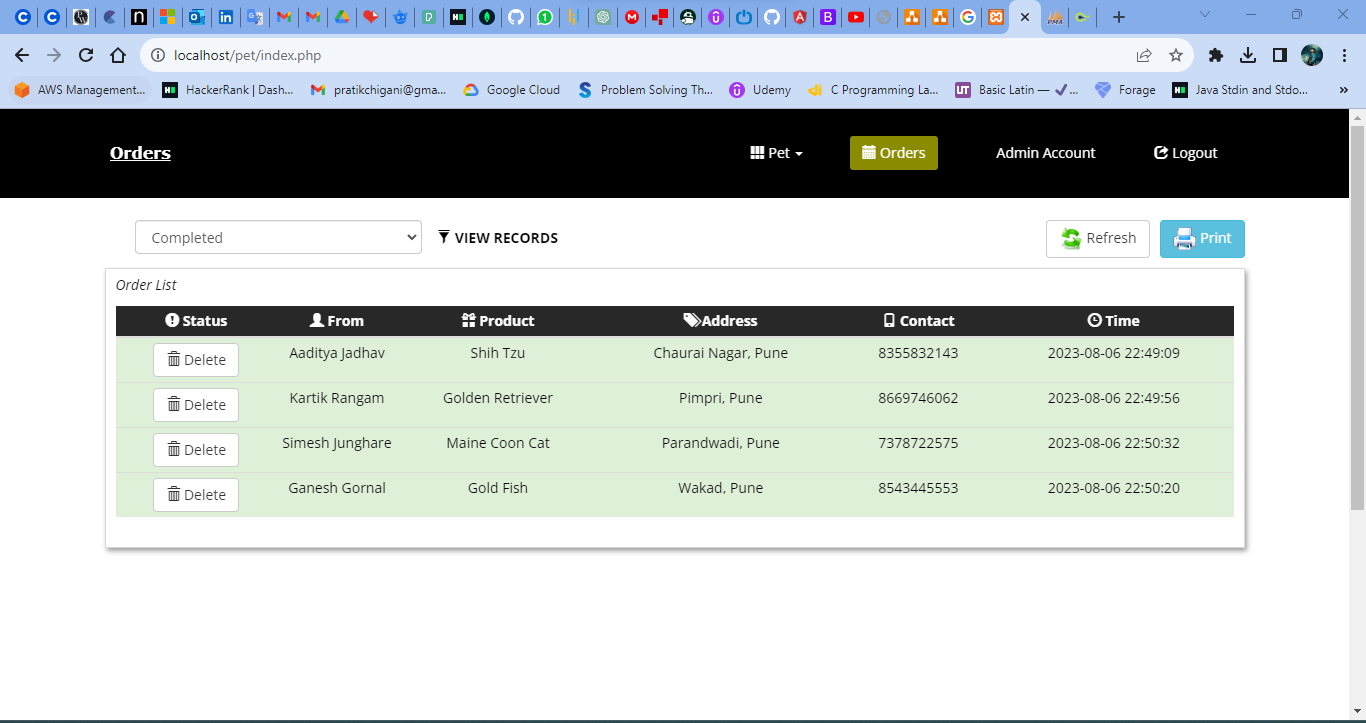 localhost/pet/index.php
AWS Management... HackerRank | Dash... pratikchigani@gma... Google Cloud Problem Solving Th... Udemy C Programming La... Basic Latin — ✓ ... Forage Java Stdin and Stdo... »
Orders Pet Orders Admin Account Logout
Completed VIEW RECORDS Refresh Print
Order List
Status From Product Address Contact Time
Delete Aaditya Jadhav Shih Tzu Chaurai Nagar, Pune 8355832143 2023-08-06 22:49:09
Delete Kartik Rangam Golden Retriever Pimpri, Pune 8669746062 2023-08-06 22:49:56
Delete Simesh Junghare Maine Coon Cat Parandwadi, Pune 7378722575 2023-08-06 22:50:32
Delete Ganesh Gornal Gold Fish Wakad, Pune 8543445553 2023-08-06 22:50:20